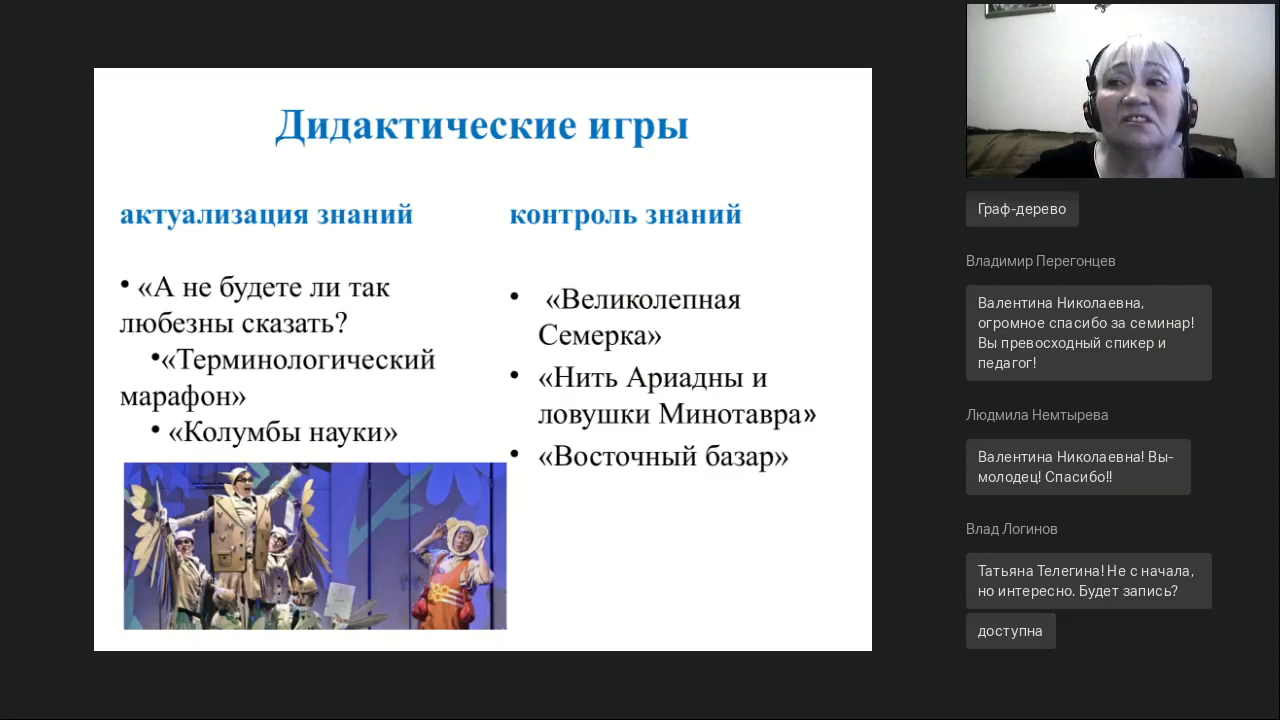 Дидактические игры
актуализация знаний
• «А не будете ли так
любезны сказать?
•«Терминологический
марафон»
• «Колумбы науки»
контроль знаний
• «Великолепная
Семерка»
• «Нить Ариадны и
ловушки Минотавра»
• «Восточный базар»
Граф-дерево
Владимир Перегонцев
Валентина Николаевна,
огромное спасибо за семинар!
Вы превосходный спикер и
педагог!
Людмила Немтырева
Валентина Николаевна! Вы-
молодец! Спасибо!!
Влад Логинов
Татьяна Телегина! Не с начала,
но интересно. Будет запись?
доступна